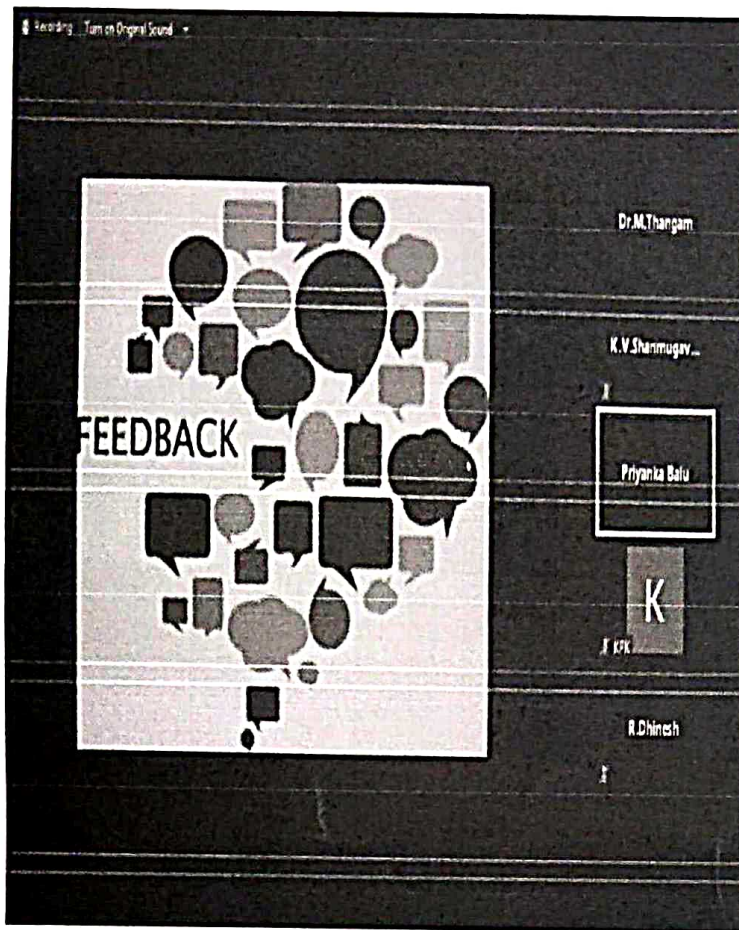 Recording Turn on Original Sound
Dr.M.Thangam
K.V.Shanmugav...
FEEDBACK
Priyanka Balu
K
KPK
R.Dhinesh